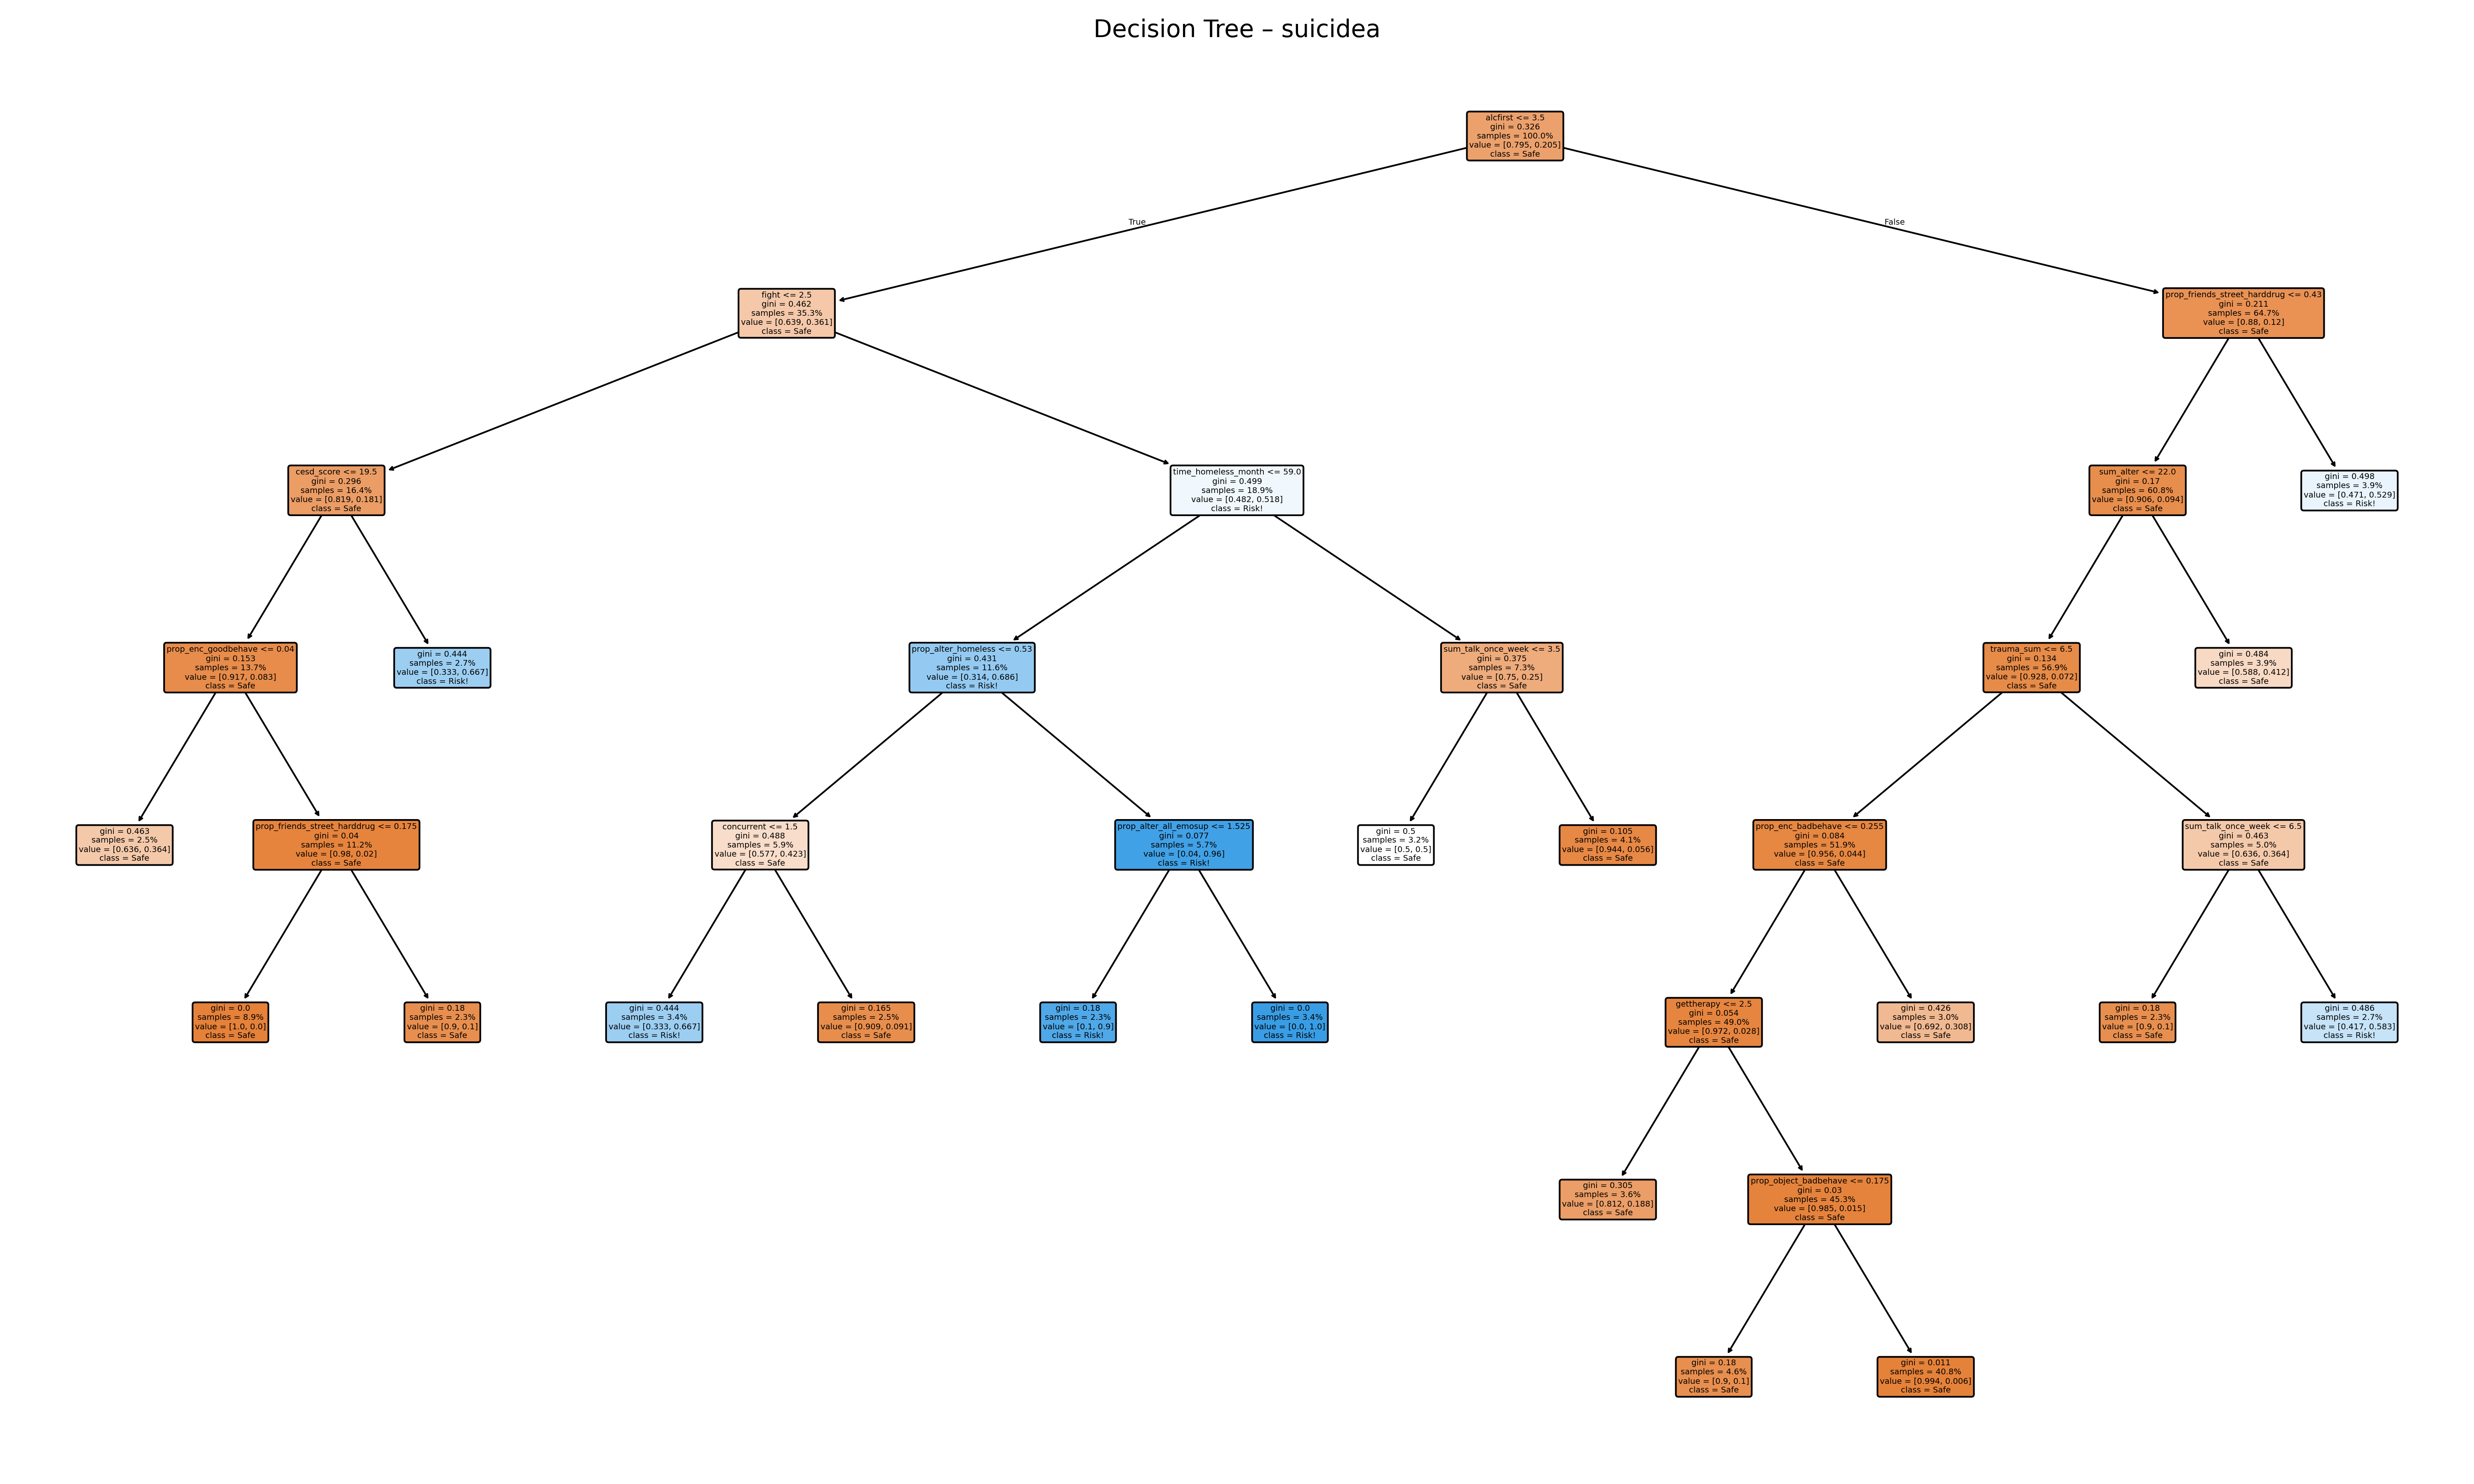 Decision Tree – suicidea
alcfirst <= 3.5
gini = 0.326
samples = 100.0%
value = [0.795, 0.205]
class = Safe
True
False
fight <= 2.5
gini = 0.462
samples = 35.3%
value = [0.639, 0.361]
class = Safe
prop_friends_street_harddrug <= 0.43
gini = 0.211
samples = 64.7%
value = [0.88, 0.12]
class = Safe
cesd_score <= 19.5
gini = 0.296
samples = 16.4%
value = [0.819, 0.181]
class = Safe
time_homeless_month <= 59.0
gini = 0.499
samples = 18.9%
value = [0.482, 0.518]
class = Risk!
sum_alter <= 22.0
gini = 0.17
samples = 60.8%
value = [0.906, 0.094]
class = Safe
gini = 0.498
samples = 3.9%
value = [0.471, 0.529]
class = Risk!
prop_enc_goodbehave <= 0.04
gini = 0.153
samples = 13.7%
value = [0.917, 0.083]
class = Safe
gini = 0.444
samples = 2.7%
value = [0.333, 0.667]
class = Risk!
prop_alter_homeless <= 0.53
gini = 0.431
samples = 11.6%
value = [0.314, 0.686]
class = Risk!
sum_talk_once_week <= 3.5
gini = 0.375
samples = 7.3%
value = [0.75, 0.25]
class = Safe
trauma_sum <= 6.5
gini = 0.134
samples = 56.9%
value = [0.928, 0.072]
class = Safe
gini = 0.484
samples = 3.9%
value = [0.588, 0.412]
class = Safe
gini = 0.463
samples = 2.5%
value = [0.636, 0.364]
class = Safe
prop_friends_street_harddrug <= 0.175
gini = 0.04
samples = 11.2%
value = [0.98, 0.02]
class = Safe
concurrent <= 1.5
gini = 0.488
samples = 5.9%
value = [0.577, 0.423]
class = Safe
prop_alter_all_emosup <= 1.525
gini = 0.077
samples = 5.7%
value = [0.04, 0.96]
class = Risk!
gini = 0.5
samples = 3.2%
value = [0.5, 0.5]
class = Safe
gini = 0.105
samples = 4.1%
value = [0.944, 0.056]
class = Safe
prop_enc_badbehave <= 0.255
gini = 0.084
samples = 51.9%
value = [0.956, 0.044]
class = Safe
sum_talk_once_week <= 6.5
gini = 0.463
samples = 5.0%
value = [0.636, 0.364]
class = Safe
gini = 0.0
samples = 8.9%
value = [1.0, 0.0]
class = Safe
gini = 0.18
samples = 2.3%
value = [0.9, 0.1]
class = Safe
gini = 0.444
samples = 3.4%
value = [0.333, 0.667]
class = Risk!
gini = 0.165
samples = 2.5%
value = [0.909, 0.091]
class = Safe
gini = 0.18
samples = 2.3%
value = [0.1, 0.9]
class = Risk!
gini = 0.0
samples = 3.4%
value = [0.0, 1.0]
class = Risk!
gettherapy <= 2.5
gini = 0.054
samples = 49.0%
value = [0.972, 0.028]
class = Safe
gini = 0.426
samples = 3.0%
value = [0.692, 0.308]
class = Safe
gini = 0.18
samples = 2.3%
value = [0.9, 0.1]
class = Safe
gini = 0.486
samples = 2.7%
value = [0.417, 0.583]
class = Risk!
gini = 0.305
samples = 3.6%
value = [0.812, 0.188]
class = Safe
prop_object_badbehave <= 0.175
gini = 0.03
samples = 45.3%
value = [0.985, 0.015]
class = Safe
gini = 0.18
samples = 4.6%
value = [0.9, 0.1]
class = Safe
gini = 0.011
samples = 40.8%
value = [0.994, 0.006]
class = Safe